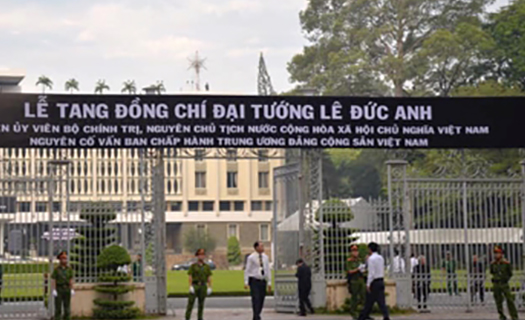 LỄ TANG ĐỒNG CHÍ ĐẠI TƯỚNG LÊ ĐỨC ANH
ÊN ỦY VIÊN BỘ CHÍNH TRỊ, NGUYÊN CHỦ TỊCH NƯỚC CỘNG HÒA XÃ HỘI CHỦ NGHĨA VIỆT NAM
NGUYÊN CỐ VẤN BAN CHẤP HÀNH TRUNG ƯƠNG ĐẢNG CỘNG SẢN VIỆT NAM